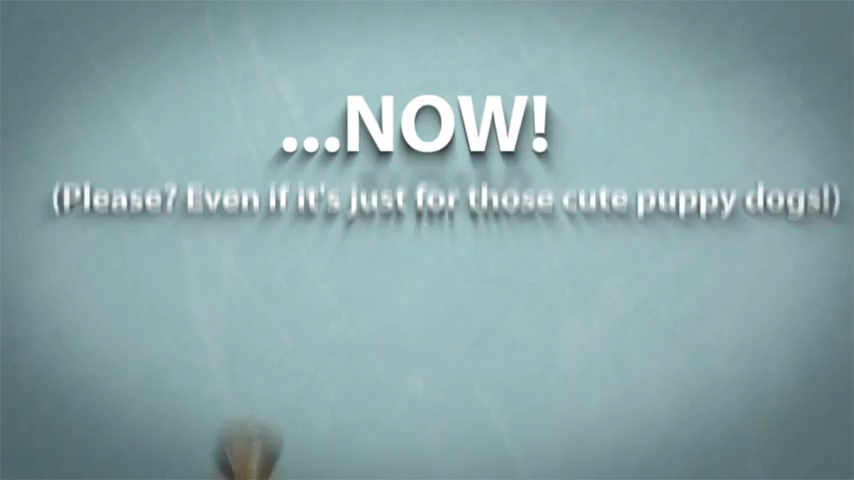 ...NOW!
(Please? Even if it's just for those cute puppy dogs!)